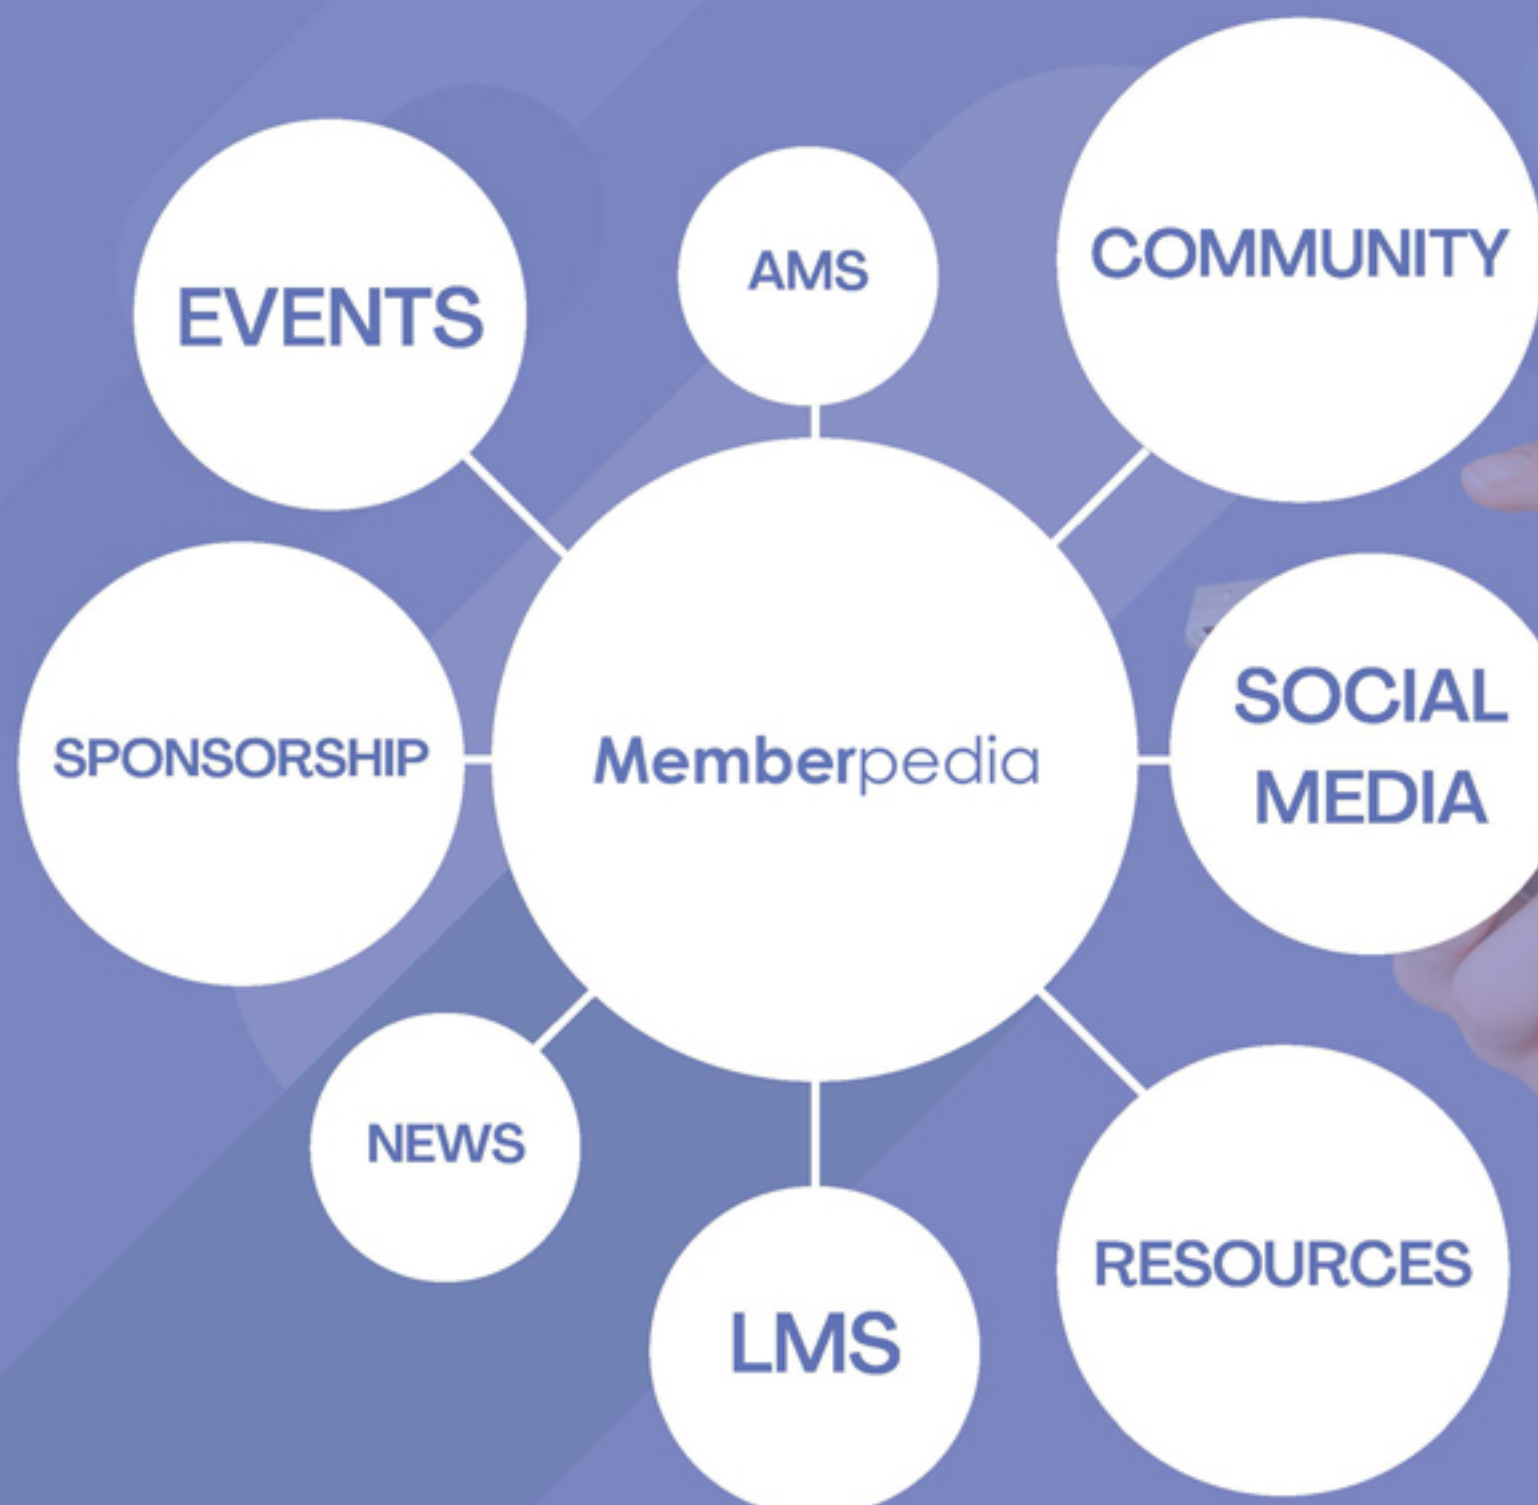 EVENTS
AMS
COMMUNITY
SPONSORSHIP
Memberpedia
SOCIAL
MEDIA
NEWS
LMS
RESOURCES